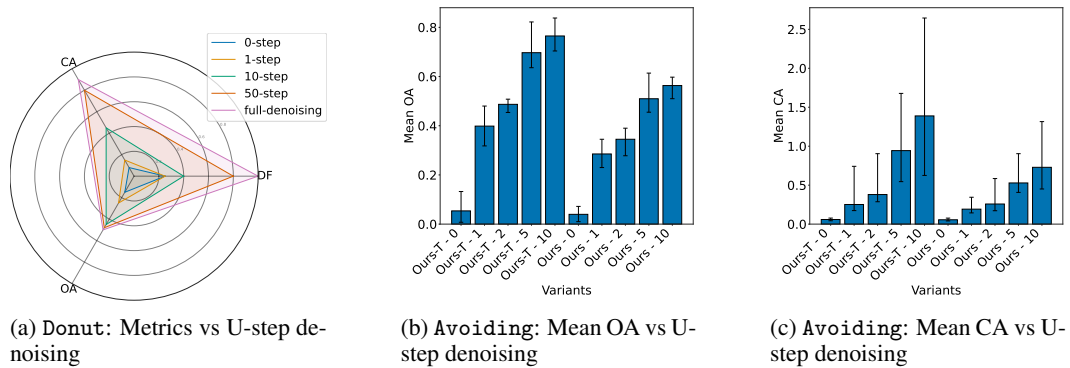 CA
0-step
1-step
10-step
50-step
full-denoising
DF
OA
Mean OA
0.8
0.6
0.4
0.2
0.0
Ours-T - 0
Ours-T - 1
Ours-T - 2
Ours-T - 5
Ours-T - 10
Ours - 0
Ours - 1
Ours - 2
Ours - 5
Ours - 10
Variants
Mean CA
2.5
2.0
1.5
1.0
0.5
0.0
Ours-T - 0
Ours-T - 1
Ours-T - 2
Ours-T - 5
Ours-T - 10
Ours - 0
Ours - 1
Ours - 2
Ours - 5
Ours - 10
Variants
(a) Donut: Metrics vs U-step de-
noising
(b) Avoiding: Mean OA vs U-
step denoising
(c) Avoiding: Mean CA vs U-
step denoising